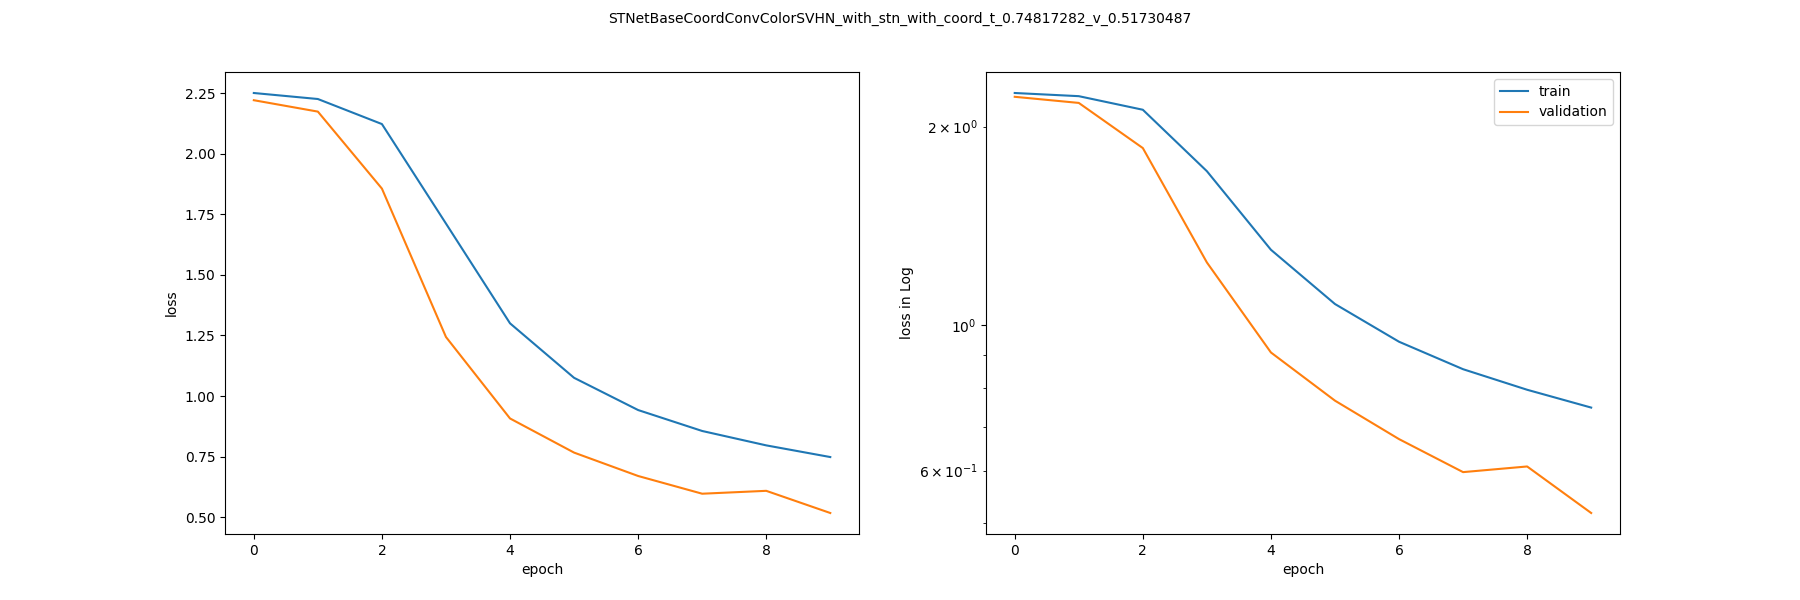 STNetBaseCoordConvColorSVHN_with_stn_with_coord_t_0.74817282_v_0.51730487
2.25
2.00
1.75
1.50
1.25
1.00
0.75
0.50
loss
0 2 4 6 8
epoch
2 × 10⁰
10⁰
6 × 10⁻¹
loss in Log
0 2 4 6 8
epoch
train
validation